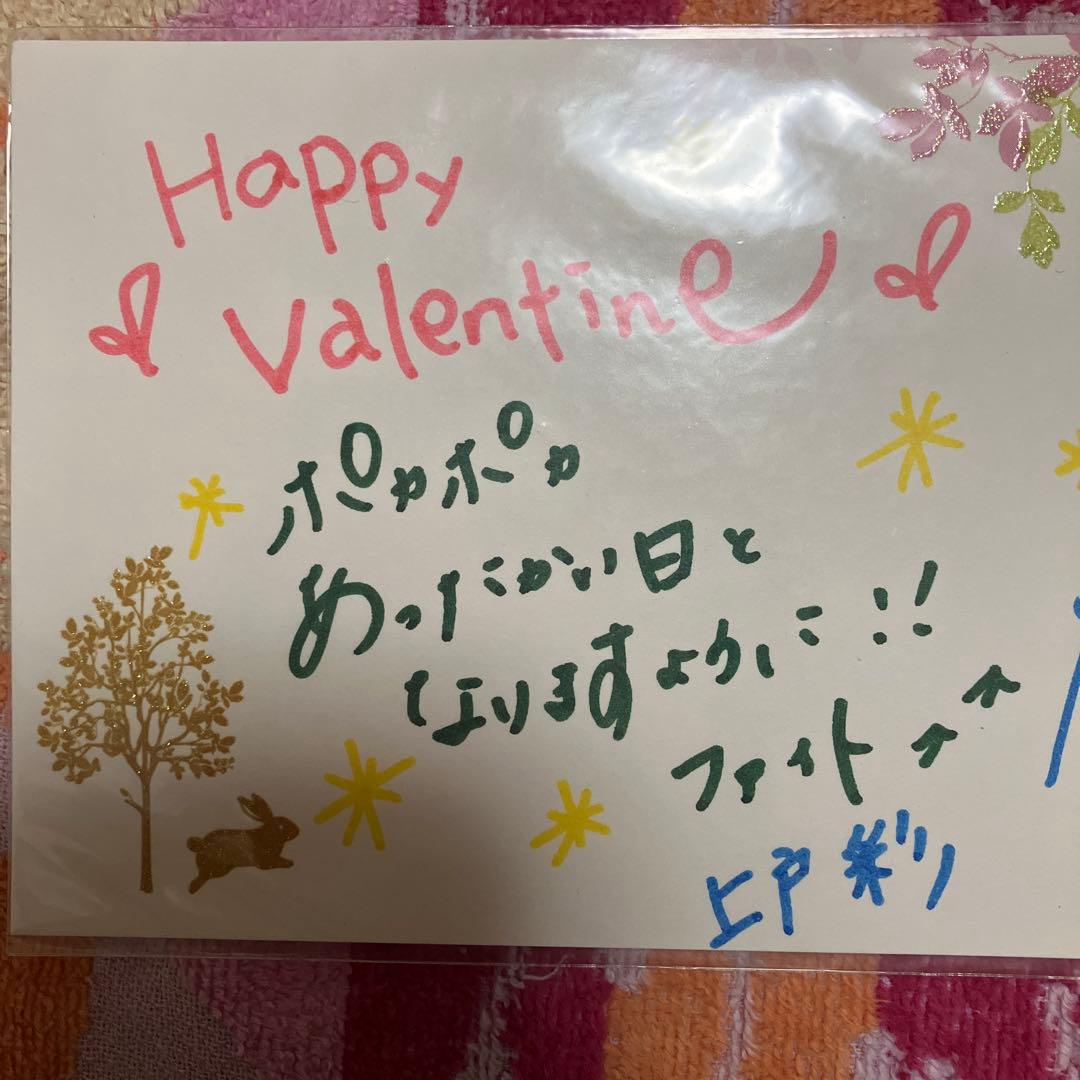 Happy
Valentine
ポカポカ
あったかい日と
なりますように!!
ファイト
上戸彩